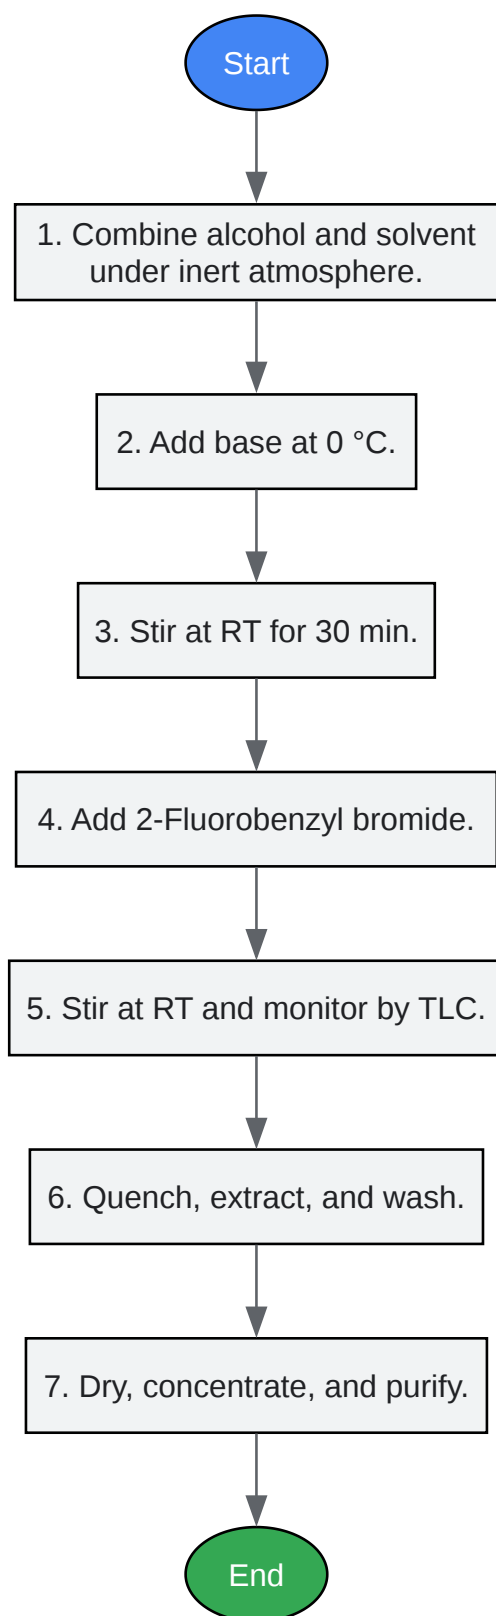 Start
1. Combine alcohol and solvent
under inert atmosphere.
2. Add base at 0 °C.
3. Stir at RT for 30 min.
4. Add 2-Fluorobenzyl bromide.
5. Stir at RT and monitor by TLC.
6. Quench, extract, and wash.
7. Dry, concentrate, and purify.
End